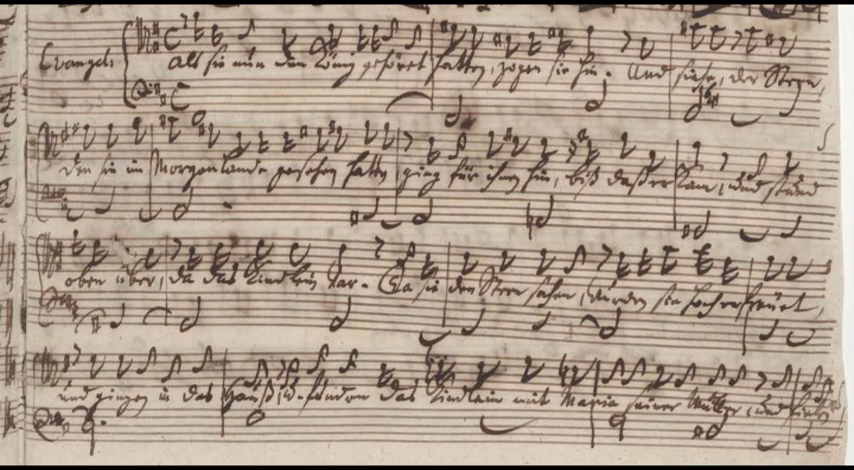 Evangel: Alß sie nun den König gehöret hatten, zogen sie hin. Und siehe, der Stern,
den sie im Morgenlande gesehen hatten ging für ihnen hin, biß daß er kam, und stund
oben über, da das Kindlein war. Da sie den Stern sahen, wurden sie hoch erfreuet,
und gingen in das Hauß, u. funden das Kindlein mit Maria seiner Mutter, und fielen